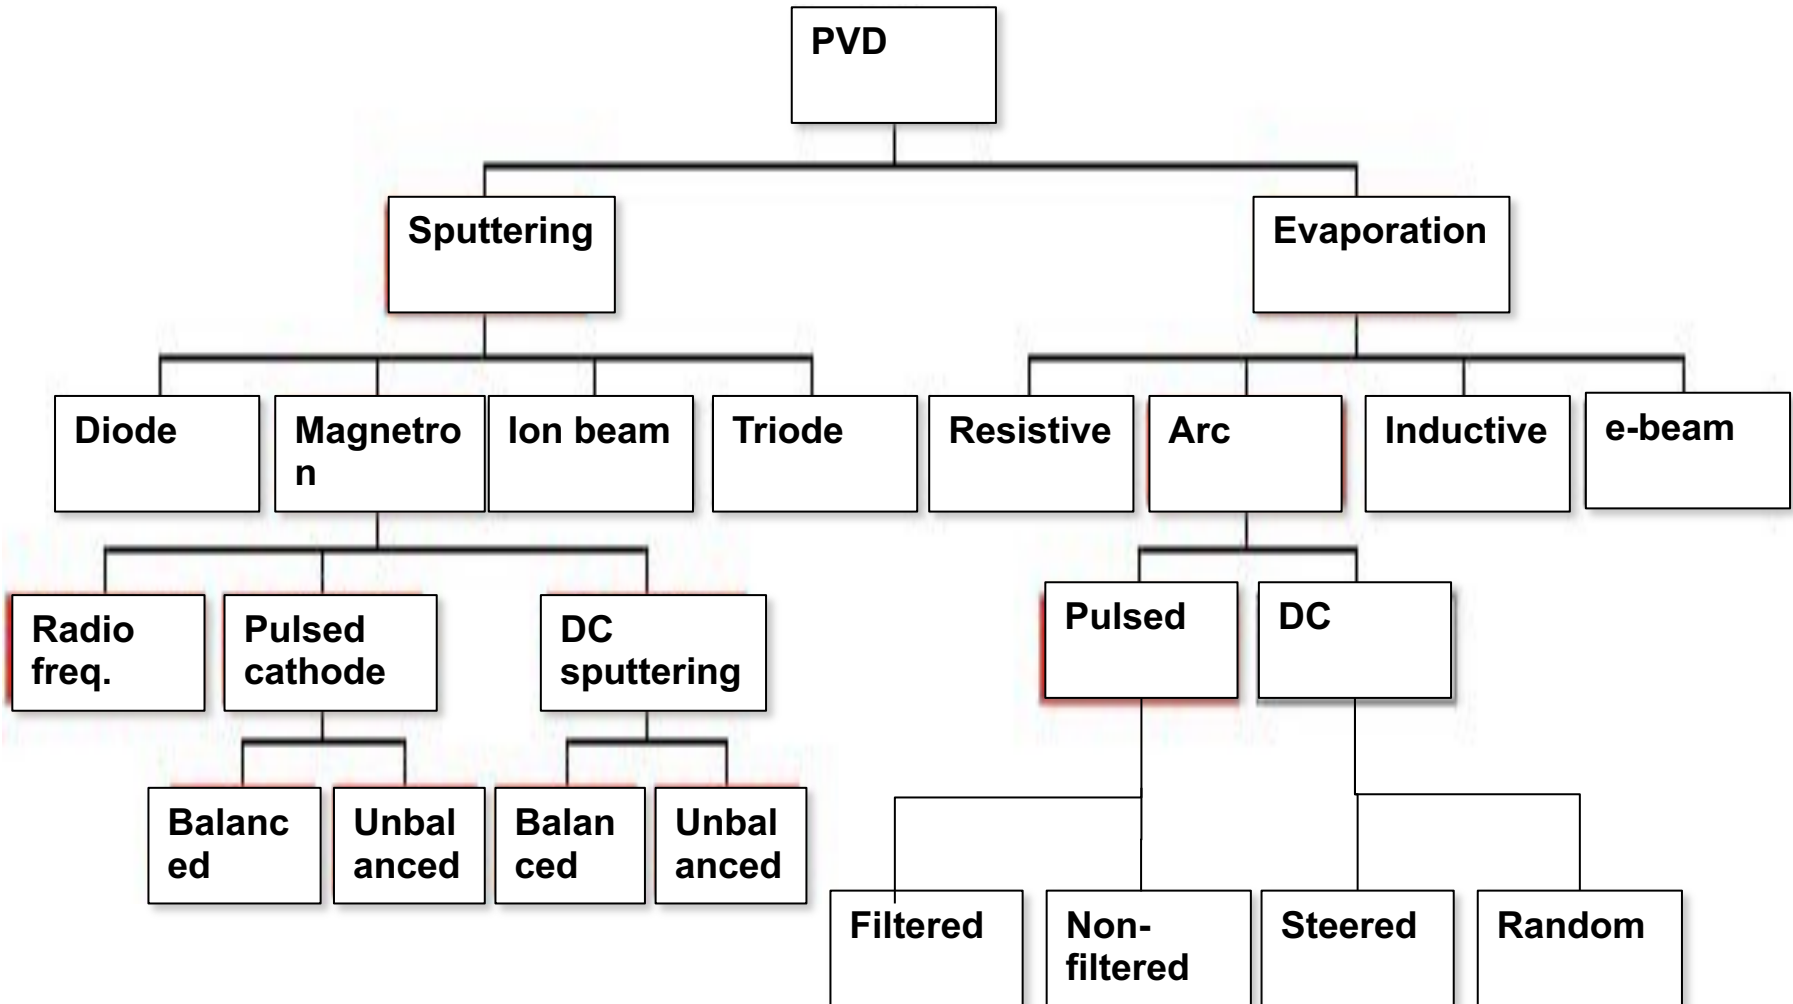 PVD
Sputtering
Evaporation
Diode
Magnetro
n
Ion beam
Triode
Resistive
Arc
Inductive
e-beam
Radio
freq.
Pulsed
cathode
DC
sputtering
Pulsed
DC
Balanc
ed
Unbal
anced
Balan
ced
Unbal
anced
Filtered
Non-
filtered
Steered
Random